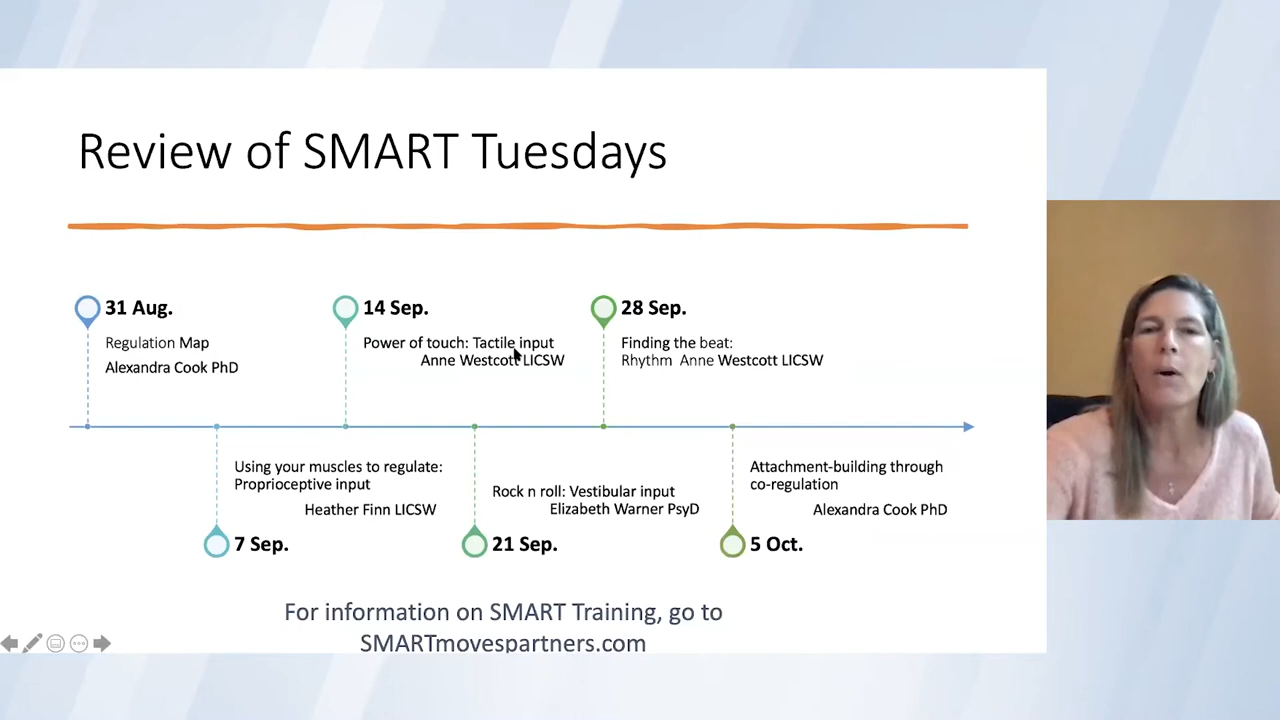 Review of SMART Tuesdays
31 Aug.
Regulation Map
Alexandra Cook PhD
14 Sep.
Power of touch: Tactile input
Anne Westcott LICSW
28 Sep.
Finding the beat:
Rhythm Anne Westcott LICSW
Using your muscles to regulate:
Proprioceptive input
Heather Finn LICSW
7 Sep.
Rock n roll: Vestibular input
Elizabeth Warner PsyD
21 Sep.
Attachment-building through
co-regulation
Alexandra Cook PhD
5 Oct.
For information on SMART Training, go to
SMARTmovespartners.com